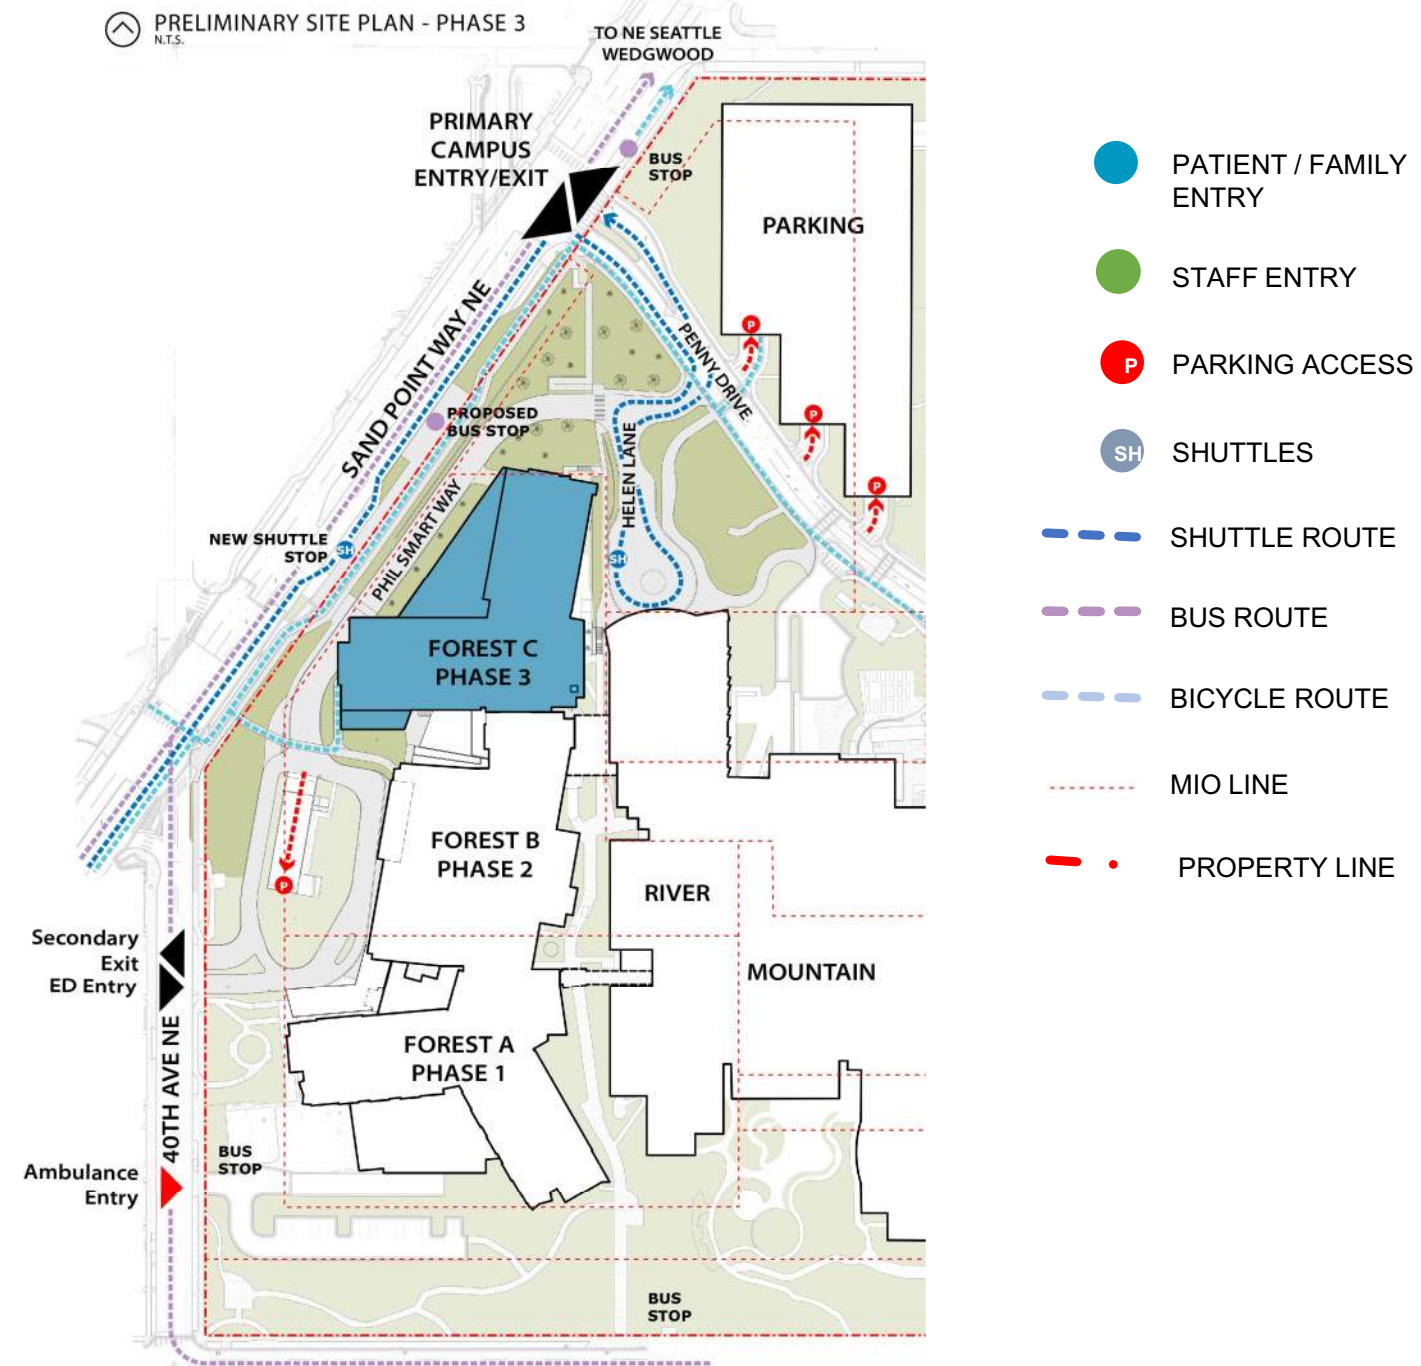 PRELIMINARY SITE PLAN - PHASE 3
N.T.S.
TO NE SEATTLE
WEDGWOOD
PRIMARY
CAMPUS
ENTRY/EXIT
BUS
STOP
PARKING
SAND POINT WAY NE
PENNY DRIVE
P
P
P
PROPOSED
BUS STOP
HELEN LANE
PHIL SMART WAY
NEW SHUTTLE
STOP
SH
SH
FOREST C
PHASE 3
FOREST B
PHASE 2
RIVER
P
Secondary
Exit
ED Entry
MOUNTAIN
40TH AVE NE
FOREST A
PHASE 1
BUS
STOP
Ambulance
Entry
BUS
STOP
PATIENT / FAMILY
ENTRY
STAFF ENTRY
P
PARKING ACCESS
SH
SHUTTLES
SHUTTLE ROUTE
BUS ROUTE
BICYCLE ROUTE
MIO LINE
PROPERTY LINE